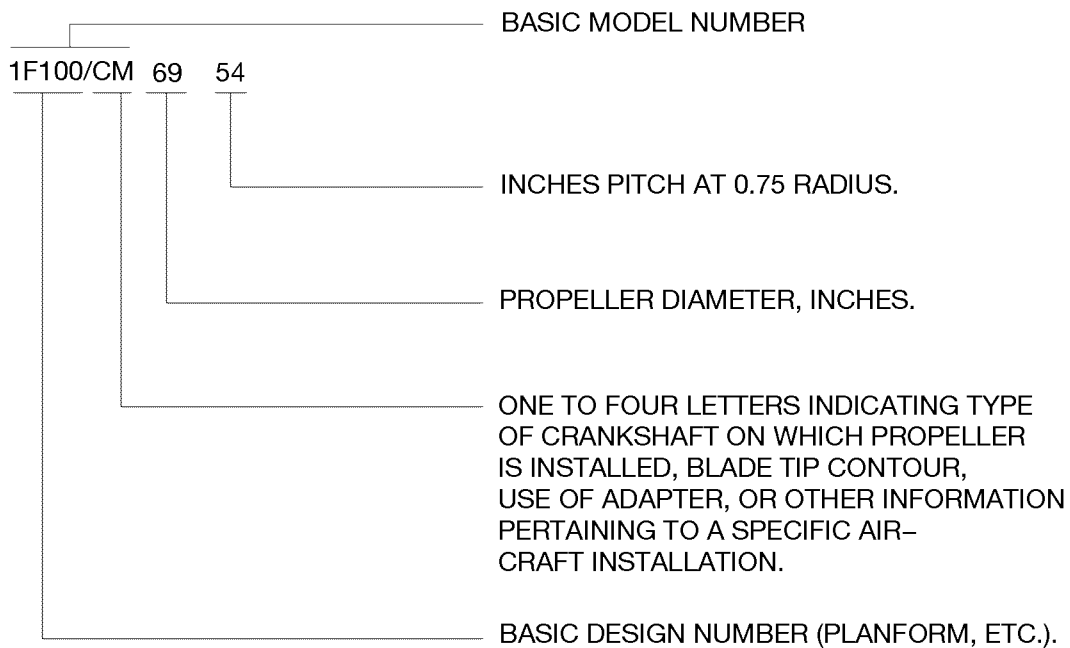 BASIC MODEL NUMBER
1F100/CM 69 54
INCHES PITCH AT 0.75 RADIUS.
PROPELLER DIAMETER, INCHES.
ONE TO FOUR LETTERS INDICATING TYPE
OF CRANKSHAFT ON WHICH PROPELLER
IS INSTALLED, BLADE TIP CONTOUR,
USE OF ADAPTER, OR OTHER INFORMATION
PERTAINING TO A SPECIFIC AIR–
CRAFT INSTALLATION.
BASIC DESIGN NUMBER (PLANFORM, ETC.).